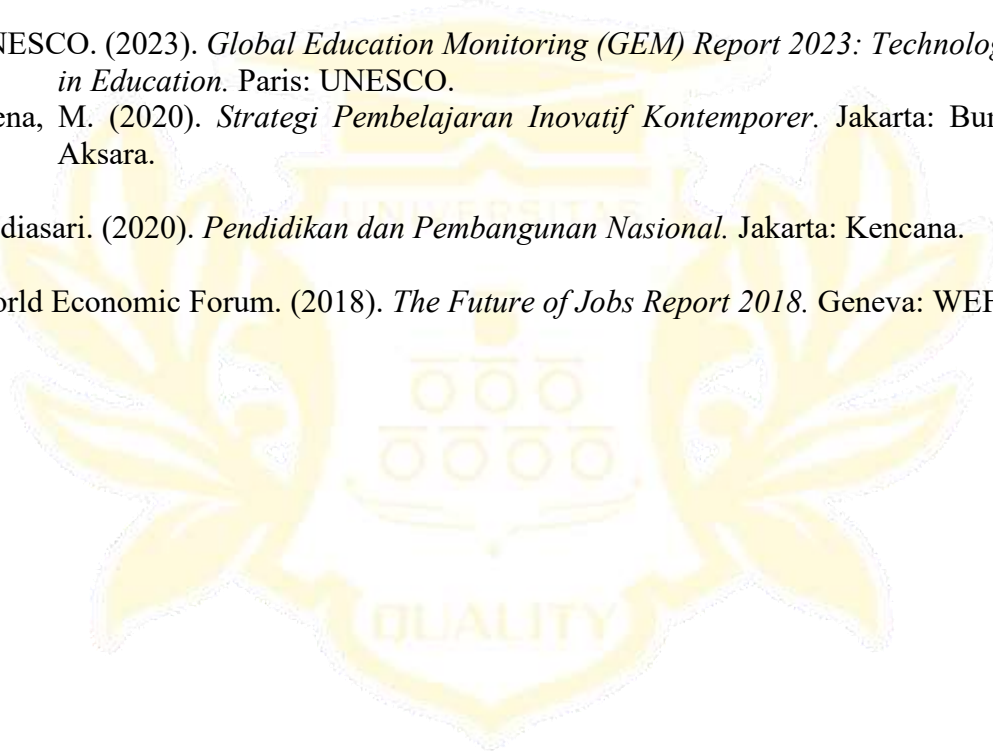 NESCO. (2023). Global Education Monitoring (GEM) Report 2023: Technolog
in Education. Paris: UNESCO.
ena, M. (2020). Strategi Pembelajaran Inovatif Kontemporer. Jakarta: Bu
Aksara.
UNIVERSITAS
diasari. (2020). Pendidikan dan Pembangunan Nasional. Jakarta: Kencana.
orld Economic Forum. (2018). The Future of Jobs Report 2018. Geneva: WEF
QUALITY